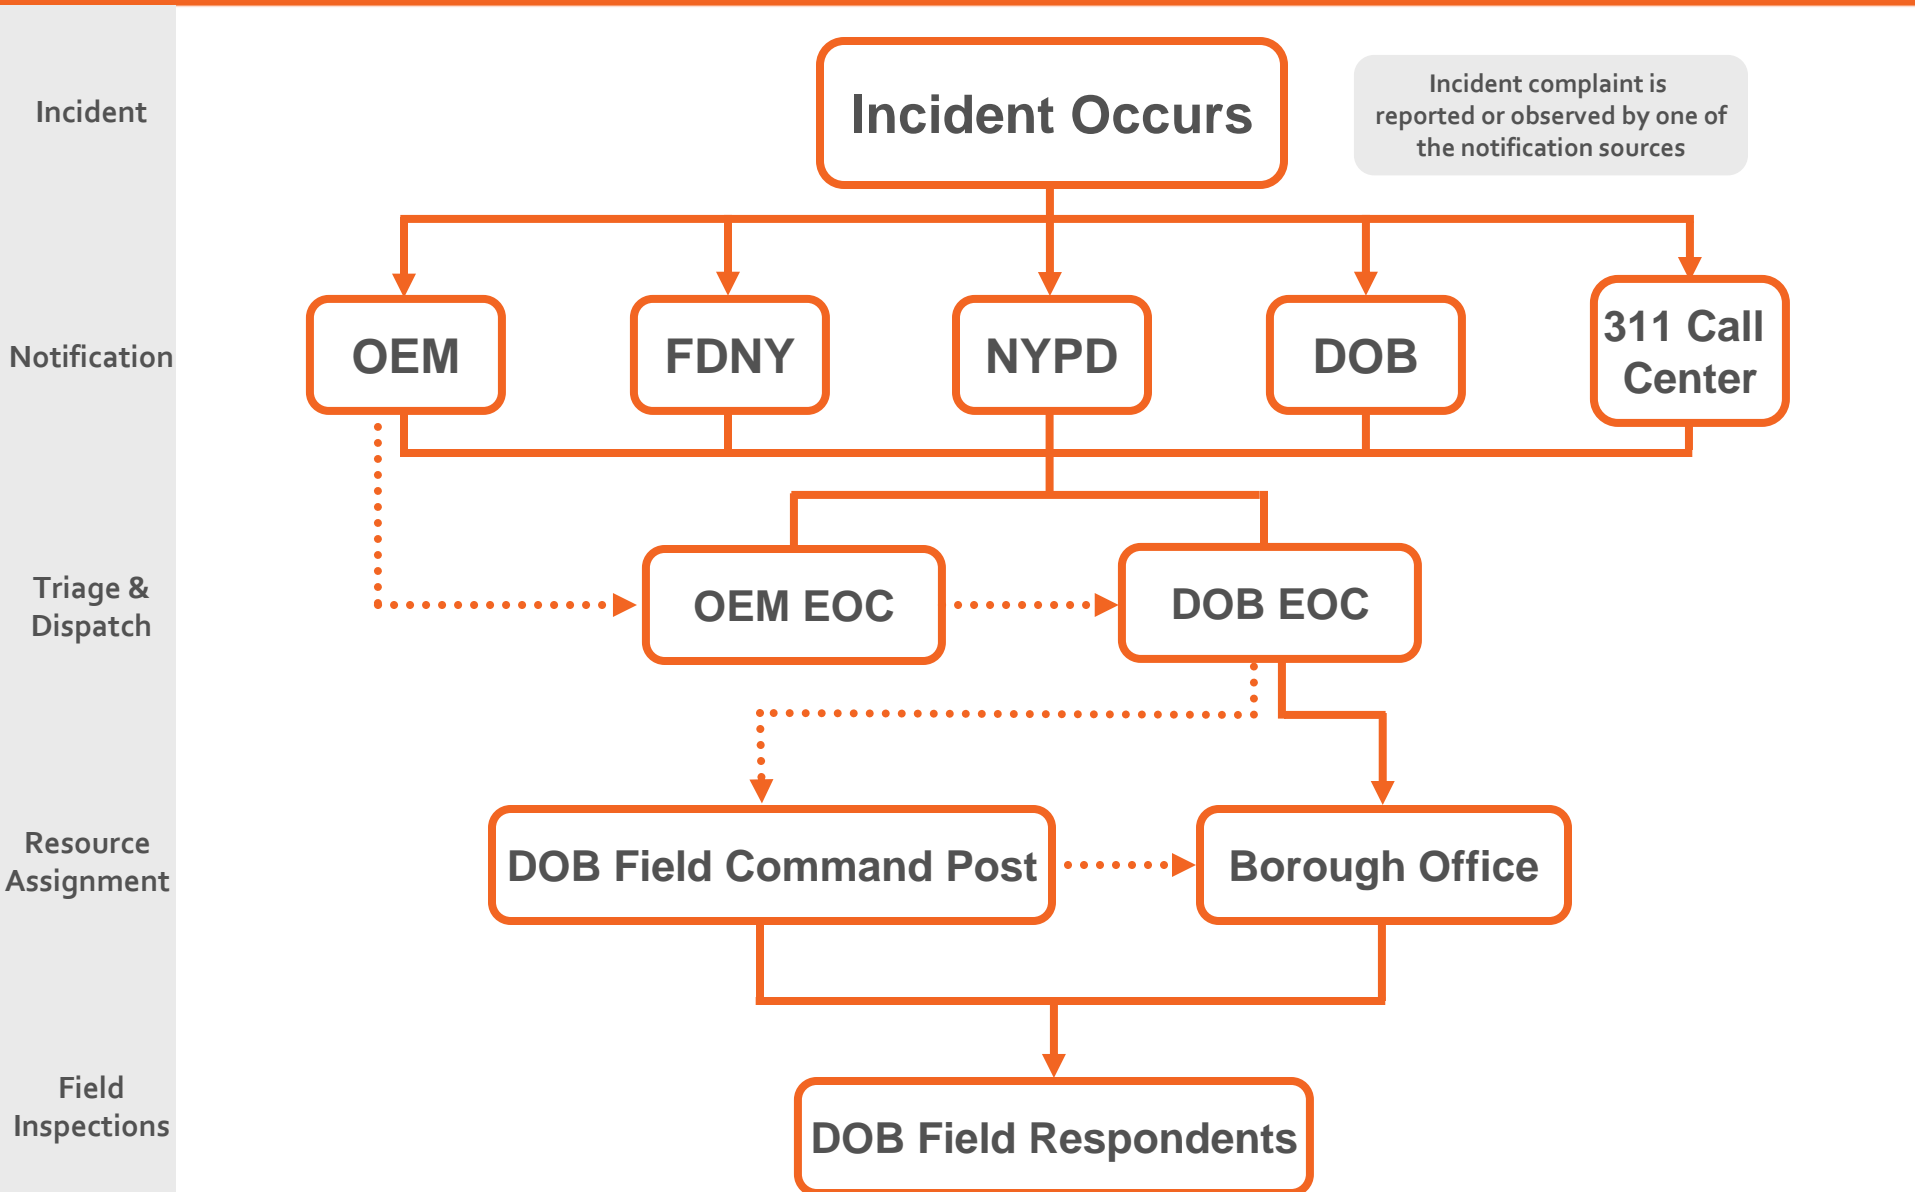 Incident
Incident Occurs
Incident complaint is
reported or observed by one of
the notification sources
Notification
OEM
FDNY
NYPD
DOB
311 Call
Center
Triage &
Dispatch
OEM EOC
DOB EOC
Resource
Assignment
DOB Field Command Post
Borough Office
Field
Inspections
DOB Field Respondents